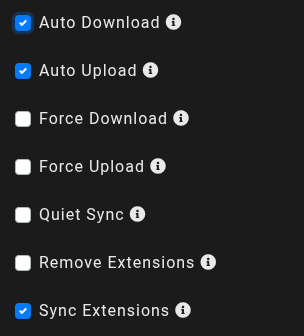 Auto Download
Auto Upload
Force Download
Force Upload
Quiet Sync
Remove Extensions
Sync Extensions